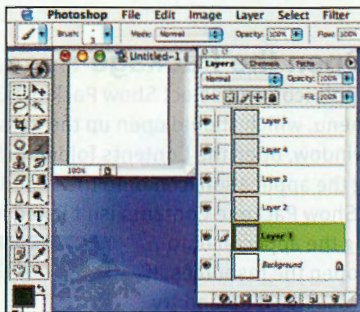 Photoshop File Edit Image Layer Select Filter
Brush: 3 Mode: Normal Opacity: 100% Flow: 100%
Untitled-1
100%
Layers Channels Paths
Normal Opacity: 100%
Lock: Fill: 100%
Layer 5
Layer 4
Layer 3
Layer 2
Layer 1
Background